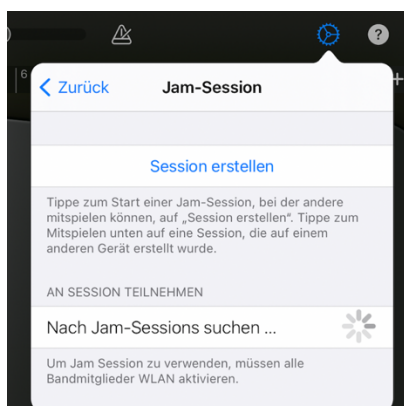 ?
6
Zurück
Jam-Session
Session erstellen
Tippe zum Start einer Jam-Session, bei der andere
mitspielen können, auf „Session erstellen“. Tippe zum
Mitspielen unten auf eine Session, die auf einem
anderen Gerät erstellt wurde.
AN SESSION TEILNEHMEN
Nach Jam-Sessions suchen ...
Um Jam Session zu verwenden, müssen alle
Bandmitglieder WLAN aktivieren.